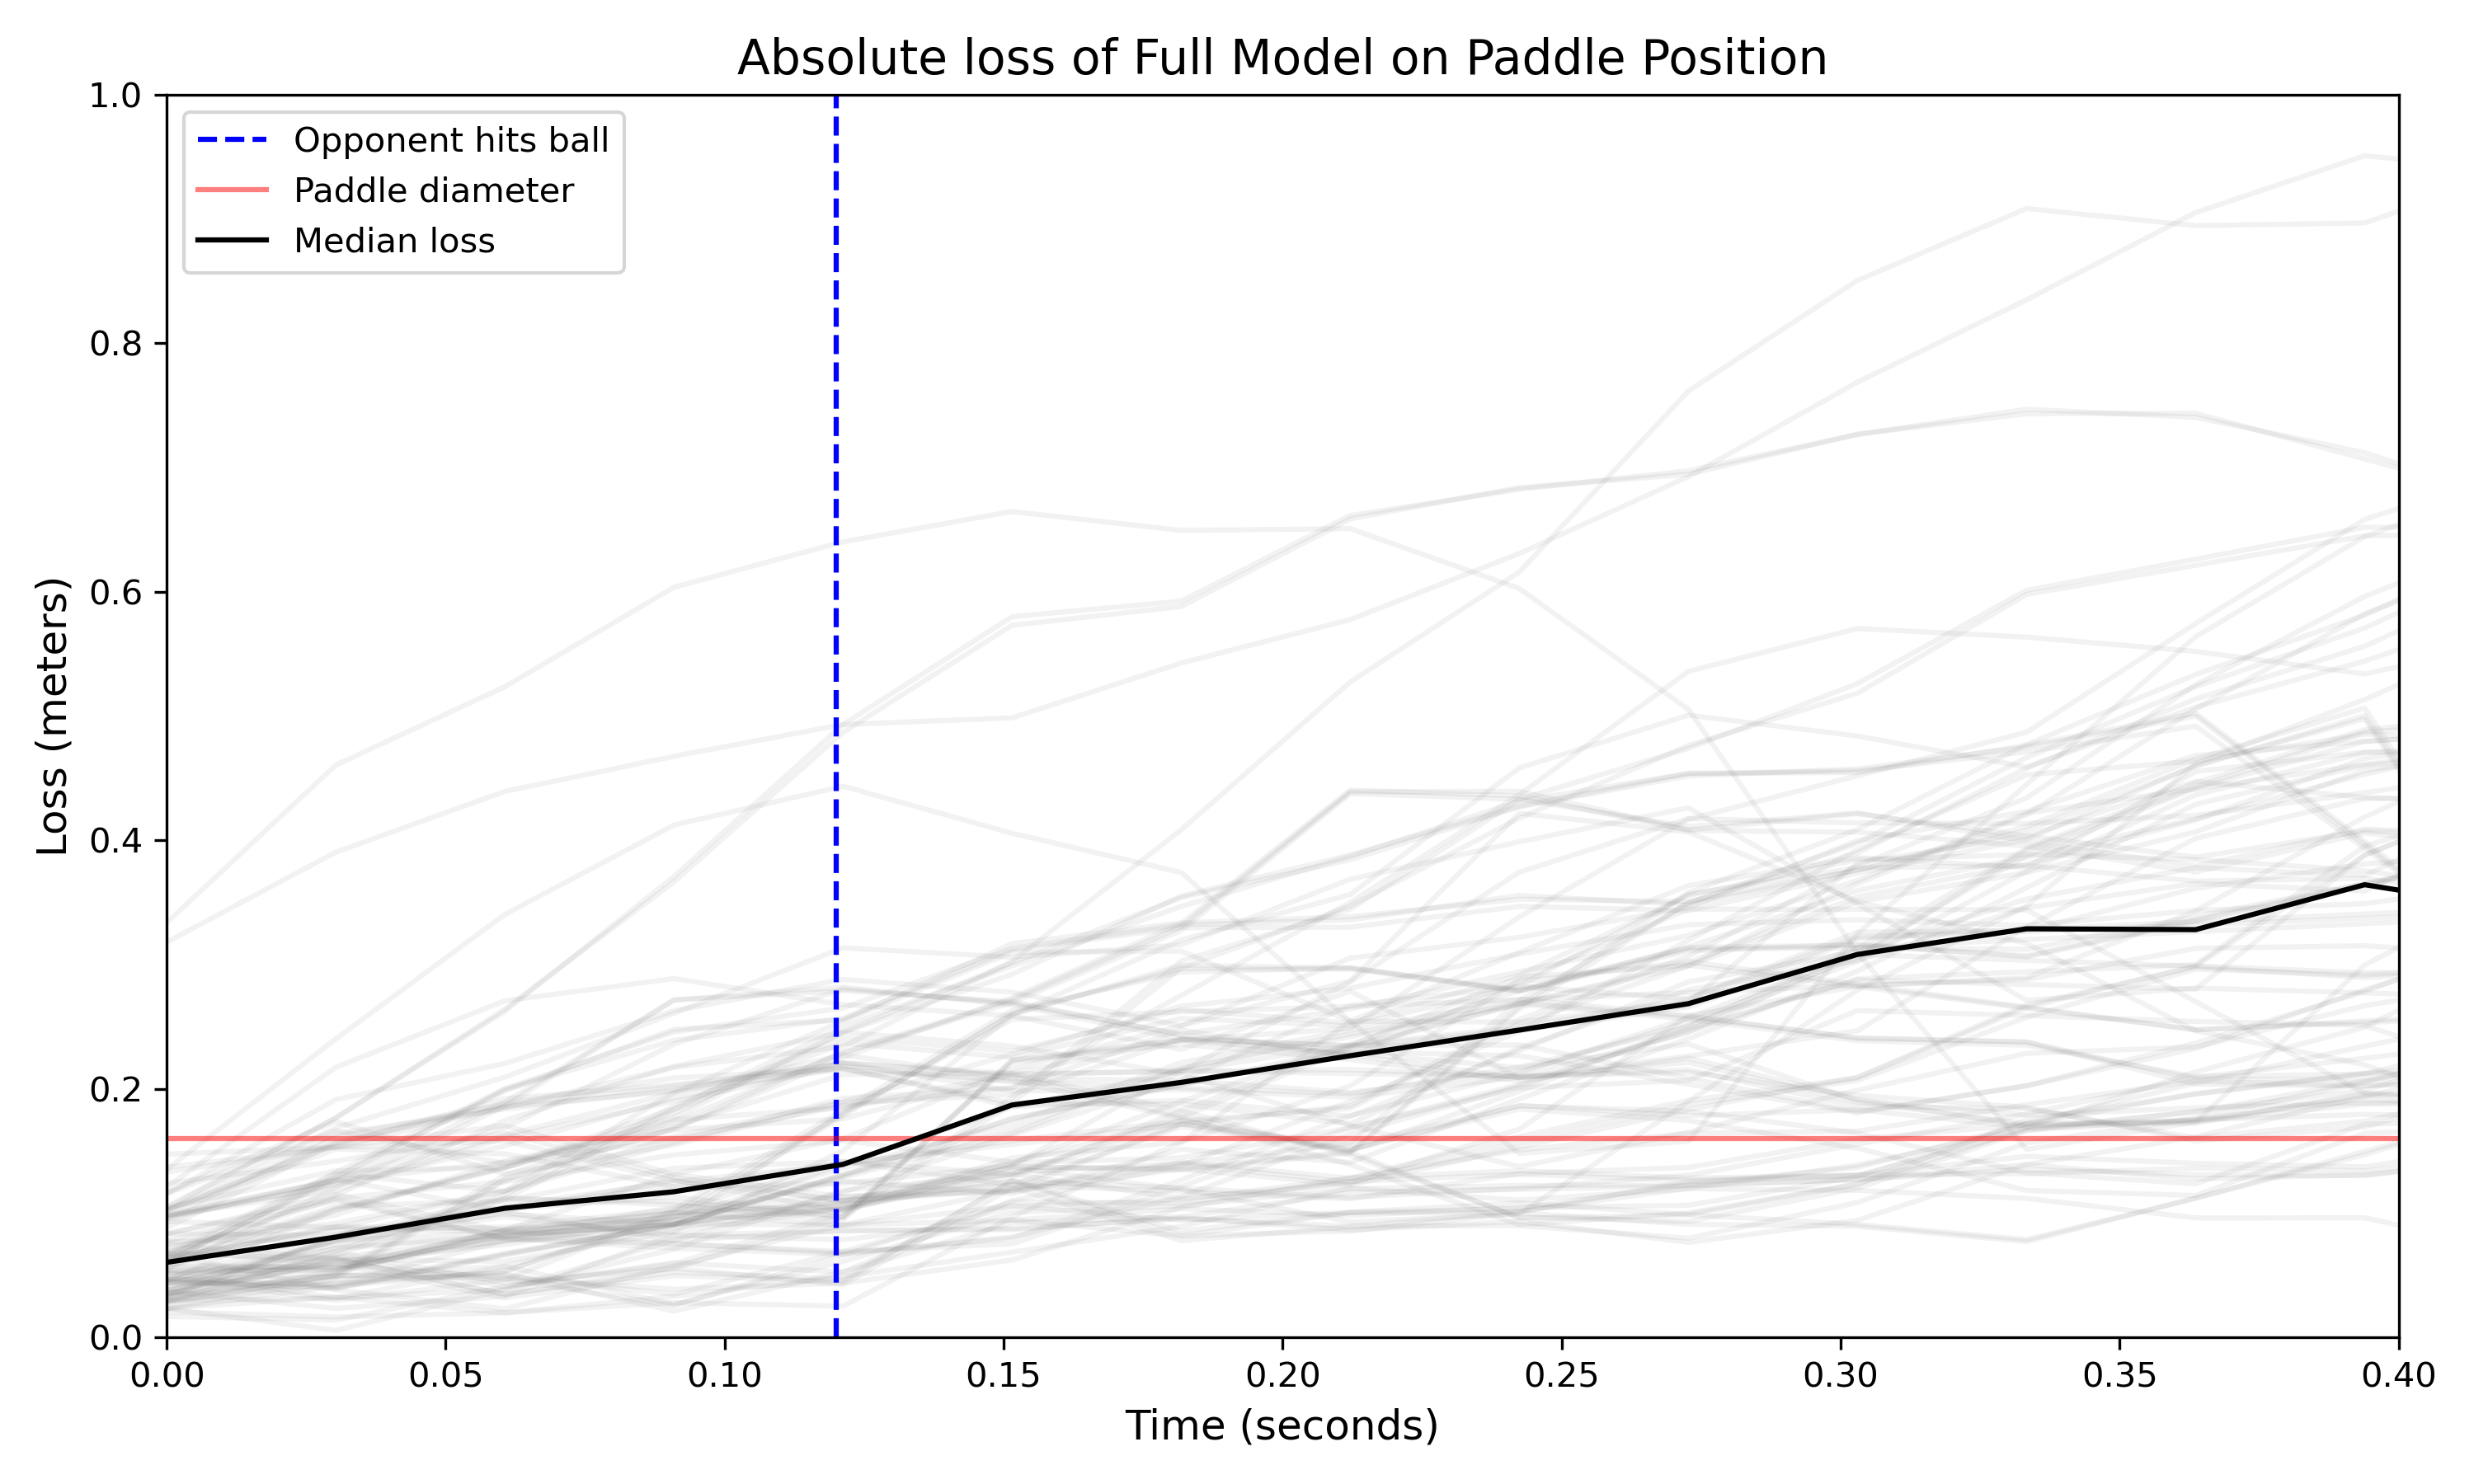 Absolute loss of Full Model on Paddle Position
1.0
0.8
0.6
0.4
0.2
0.0
Loss (meters)
Opponent hits ball
Paddle diameter
Median loss
0.00 0.05 0.10 0.15 0.20 0.25 0.30 0.35 0.40
Time (seconds)